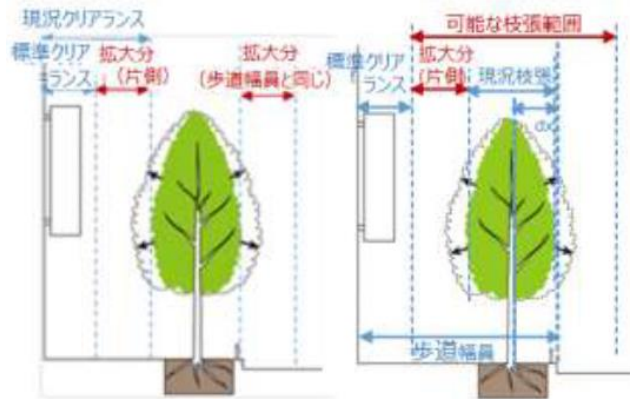 現況クリアランス
標準クリア
ランス
拡大分
(片側)
拡大分
(歩道幅員と同じ)
可能な枝張範囲
標準クリア
ランス
拡大分
(片側)
現況枝張
歩道幅員